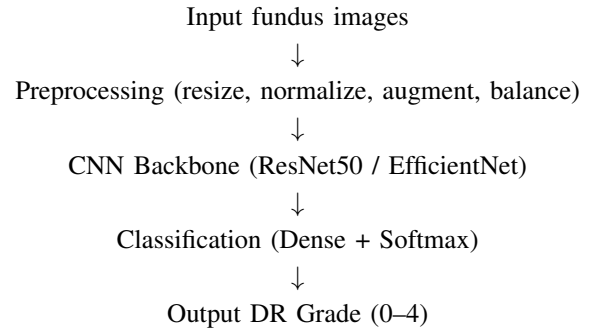 Input fundus images
↓
Preprocessing (resize, normalize, augment, balance)
↓
CNN Backbone (ResNet50 / EfficientNet)
↓
Classification (Dense + Softmax)
↓
Output DR Grade (0–4)